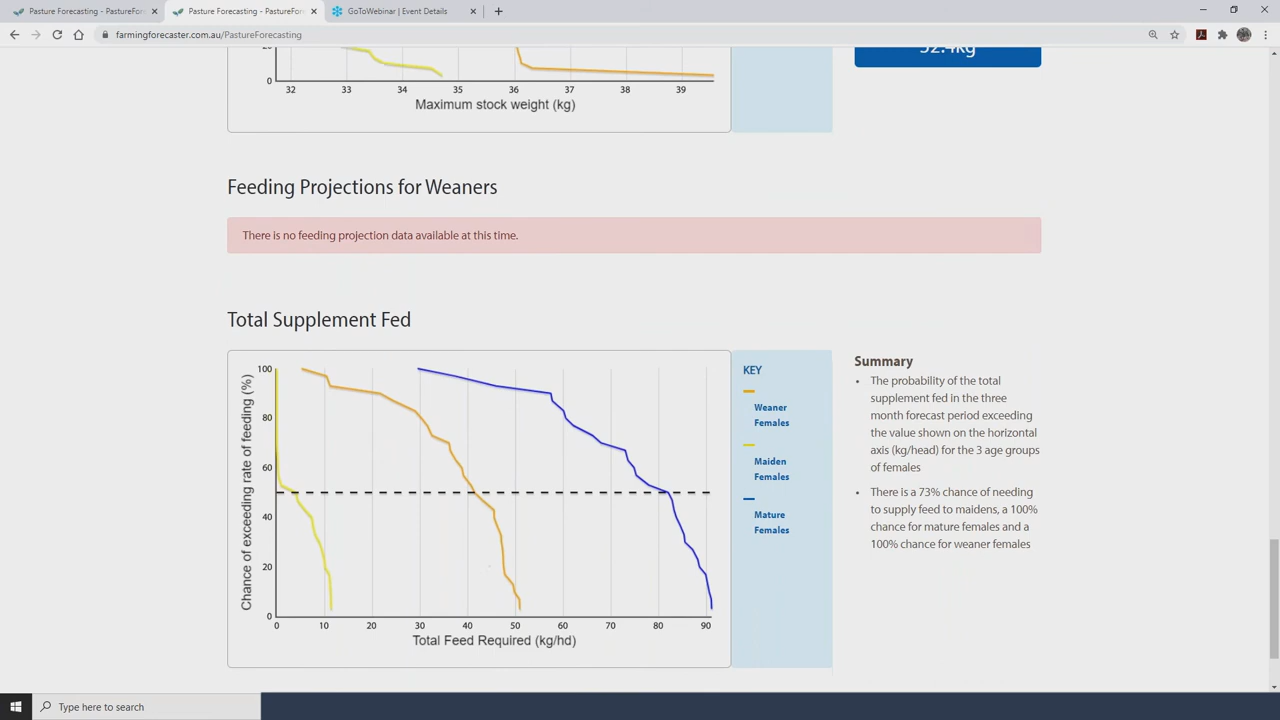 Pasture Forecasting - PastureFor
Pasture Forecasting - PastureFor
GoToWebinar | Event Details
farmingforecaster.com.au/PastureForecasting
20
0
32 33 34 35 36 37 38 39
Maximum stock weight (kg)
52.4kg
Feeding Projections for Weaners
There is no feeding projection data available at this time.
Total Supplement Fed
Chance of exceeding rate of feeding (%)
100
80
60
40
20
0
0 10 20 30 40 50 60 70 80 90
Total Feed Required (kg/hd)
KEY
Weaner
Females
Maiden
Females
Mature
Females
Summary
• The probability of the total
supplement fed in the three
month forecast period exceeding
the value shown on the horizontal
axis (kg/head) for the 3 age groups
of females
• There is a 73% chance of needing
to supply feed to maidens, a 100%
chance for mature females and a
100% chance for weaner females
Type here to search